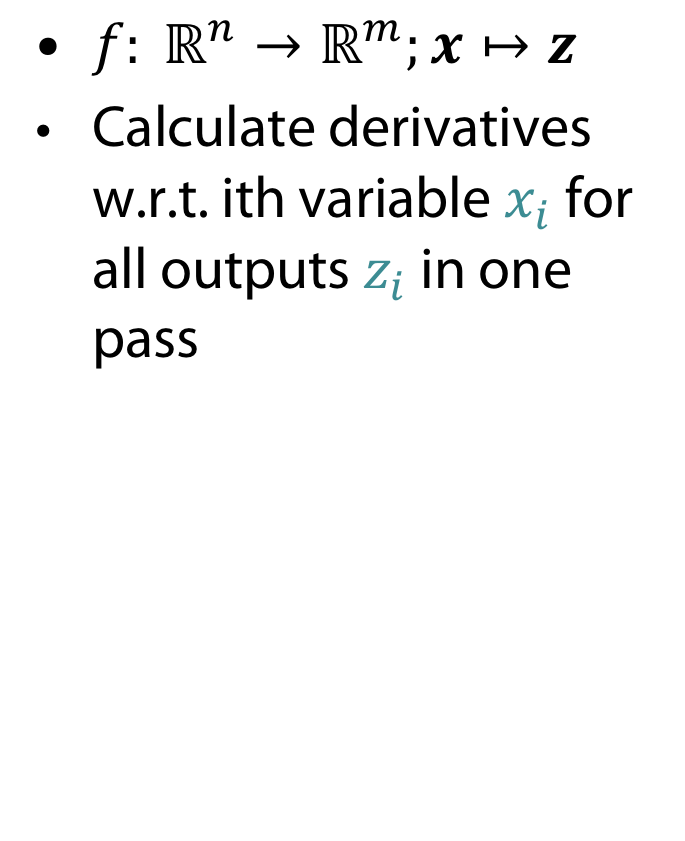 • 𝑓: ℝⁿ → ℝᵐ; 𝒙 ↦ 𝒛
• Calculate derivatives
w.r.t. ith variable 𝑥ᵢ for
all outputs 𝑧ᵢ in one
pass